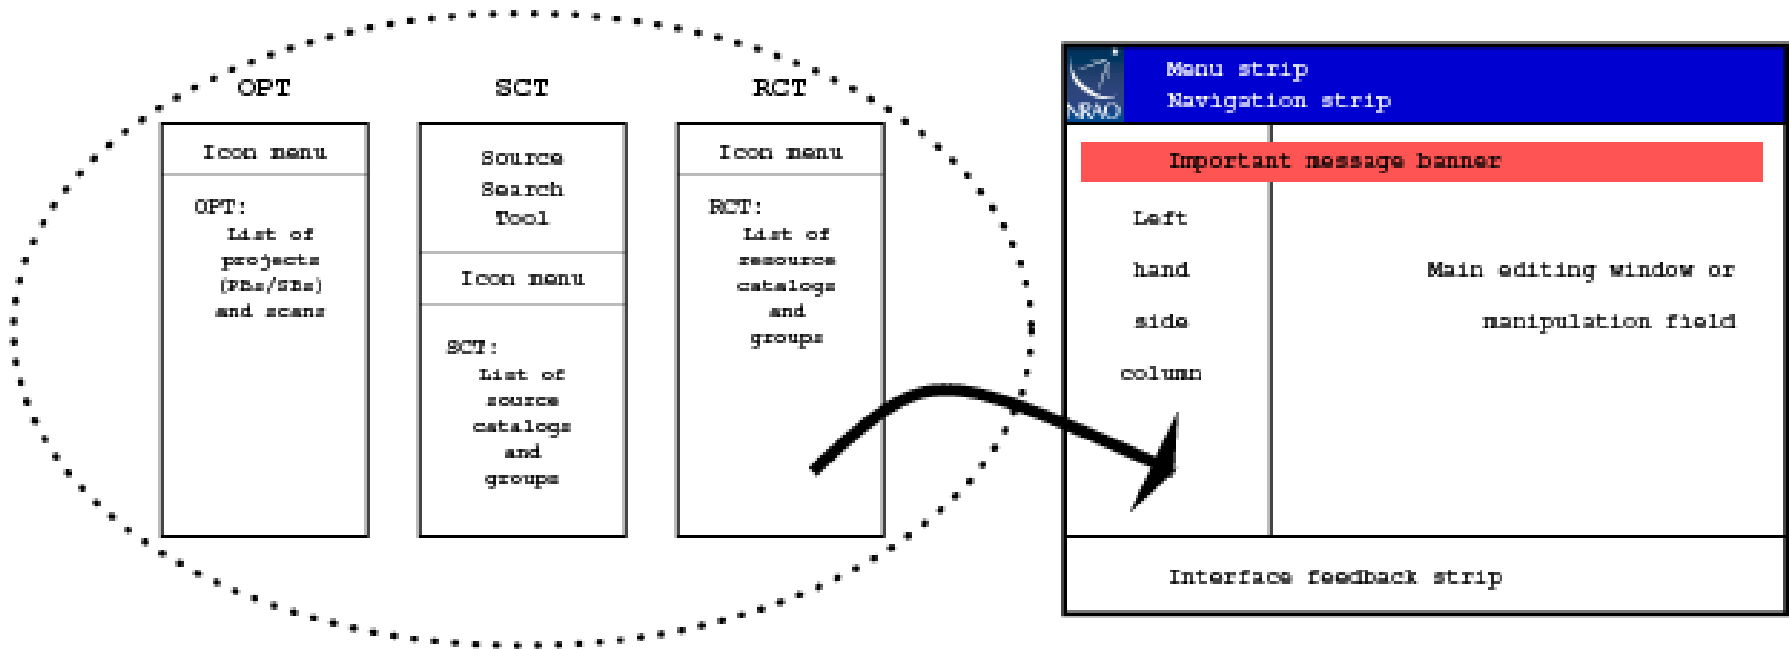 OPT
Icon menu
OPT:
List of
projects
(PBs/SBs)
and scans
SCT
Source
Search
Tool
Icon menu
SCT:
List of
source
catalogs
and
groups
RCT
Icon menu
RCT:
List of
resource
catalogs
and
groups
NRAO
Menu strip
Navigation strip
Important message banner
Left
hand
side
column
Main editing window or
manipulation field
Interface feedback strip